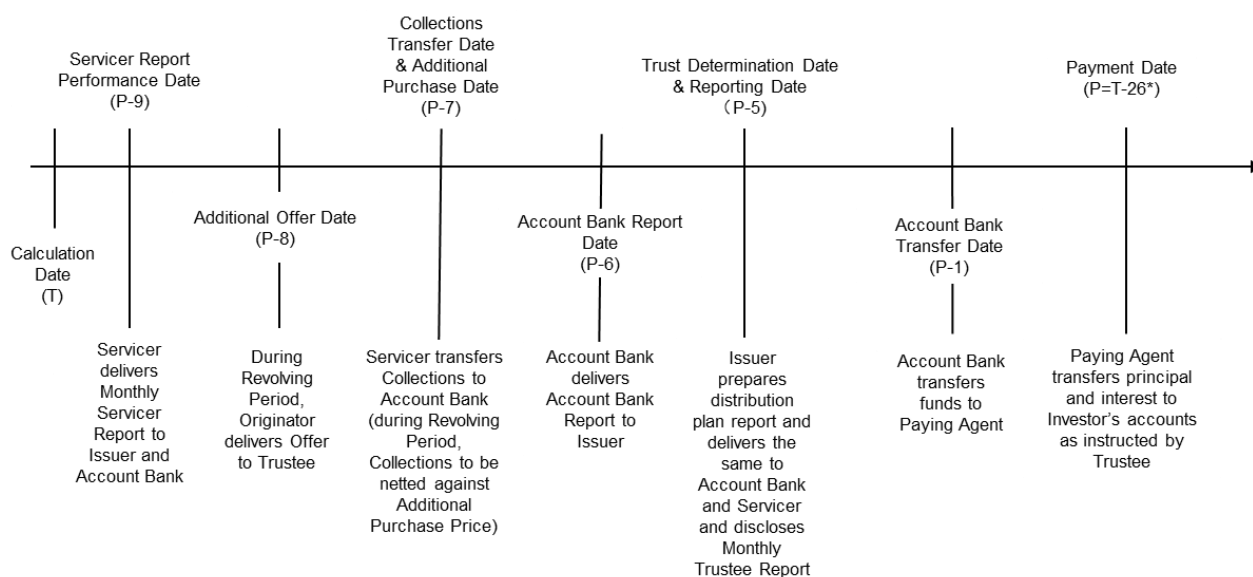 Servicer Report
Performance Date
(P-9)
Collections
Transfer Date
& Additional
Purchase Date
(P-7)
Trust Determination Date
& Reporting Date
（P-5)
Payment Date
(P=T-26*)
Calculation
Date
(T)
Additional Offer Date
(P-8)
Account Bank Report
Date
(P-6)
Account Bank
Transfer Date
(P-1)
Servicer
delivers
Monthly
Servicer
Report to
Issuer and
Account Bank
During
Revolving
Period,
Originator
delivers Offer
to Trustee
Servicer transfers
Collections to
Account Bank
(during Revolving
Period,
Collections to be
netted against
Additional
Purchase Price)
Account Bank
delivers
Account Bank
Report to
Issuer
Issuer
prepares
distribution
plan report and
delivers the
same to
Account Bank
and Servicer
and discloses
Monthly
Trustee Report
Account Bank
transfers
funds to
Paying Agent
Paying Agent
transfers principal
and interest to
Investor’s accounts
as instructed by
Trustee